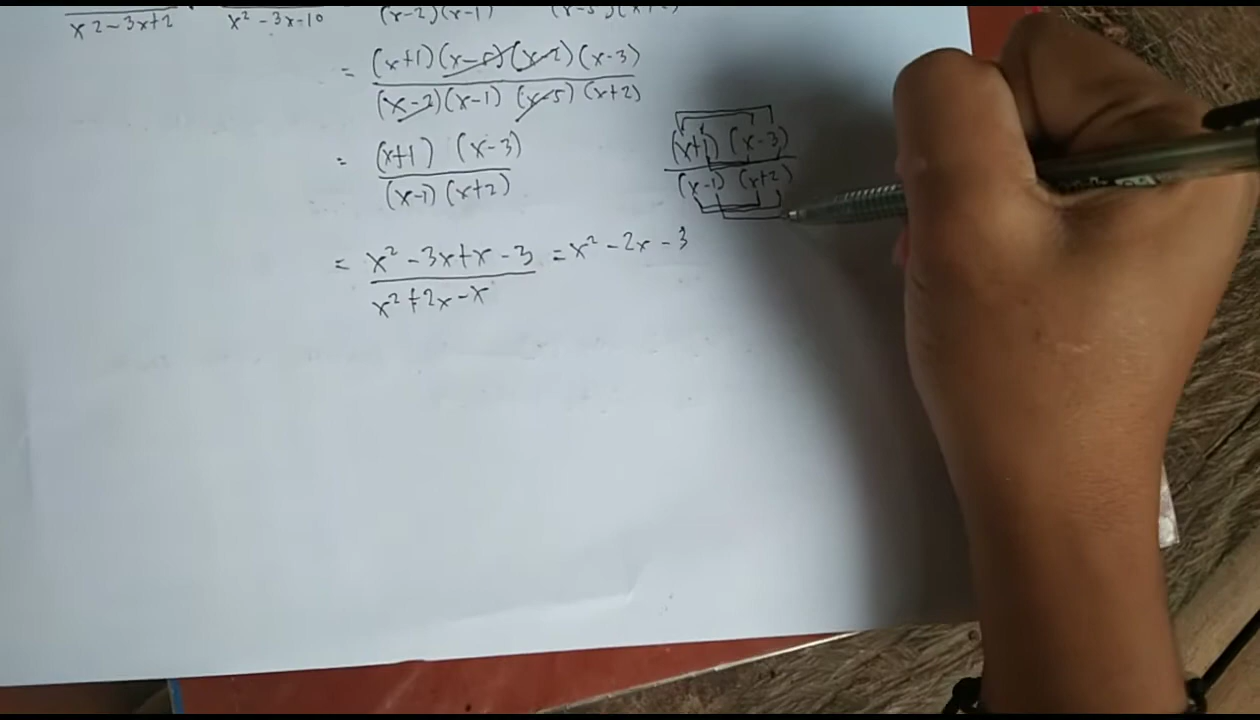 x2-3x+2 x²-3x-10 (x-2)(x-1)
= (x+1)(x-5)(x-2)(x-3)
(x-2)(x-1) (x-5) (x+2)
= (x+1) (x-3)
(x-1)(x+2)
(x+1) (x-3)
(x-1) (x+2)
= x²-3x+x-3 = x²-2x-3
x²+2x-x